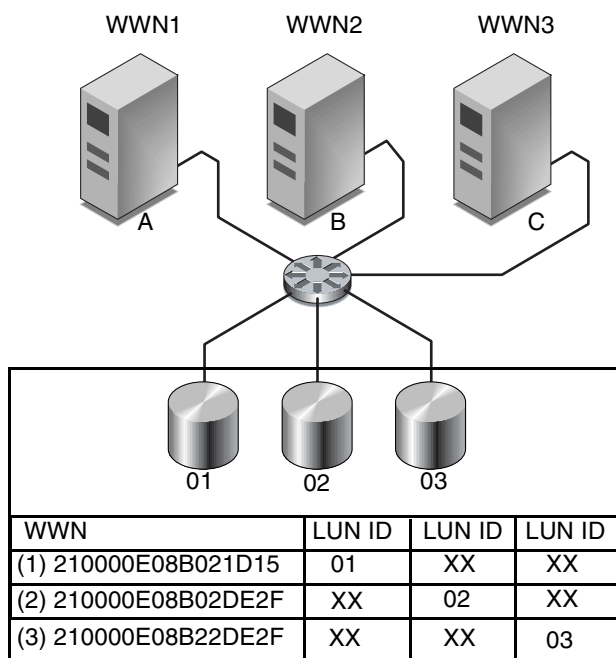 WWN1 WWN2 WWN3
A B C
01 02 03
WWN LUN ID LUN ID LUN ID
(1) 210000E08B021D15 01 XX XX
(2) 210000E08B02DE2F XX 02 XX
(3) 210000E08B22DE2F XX XX 03